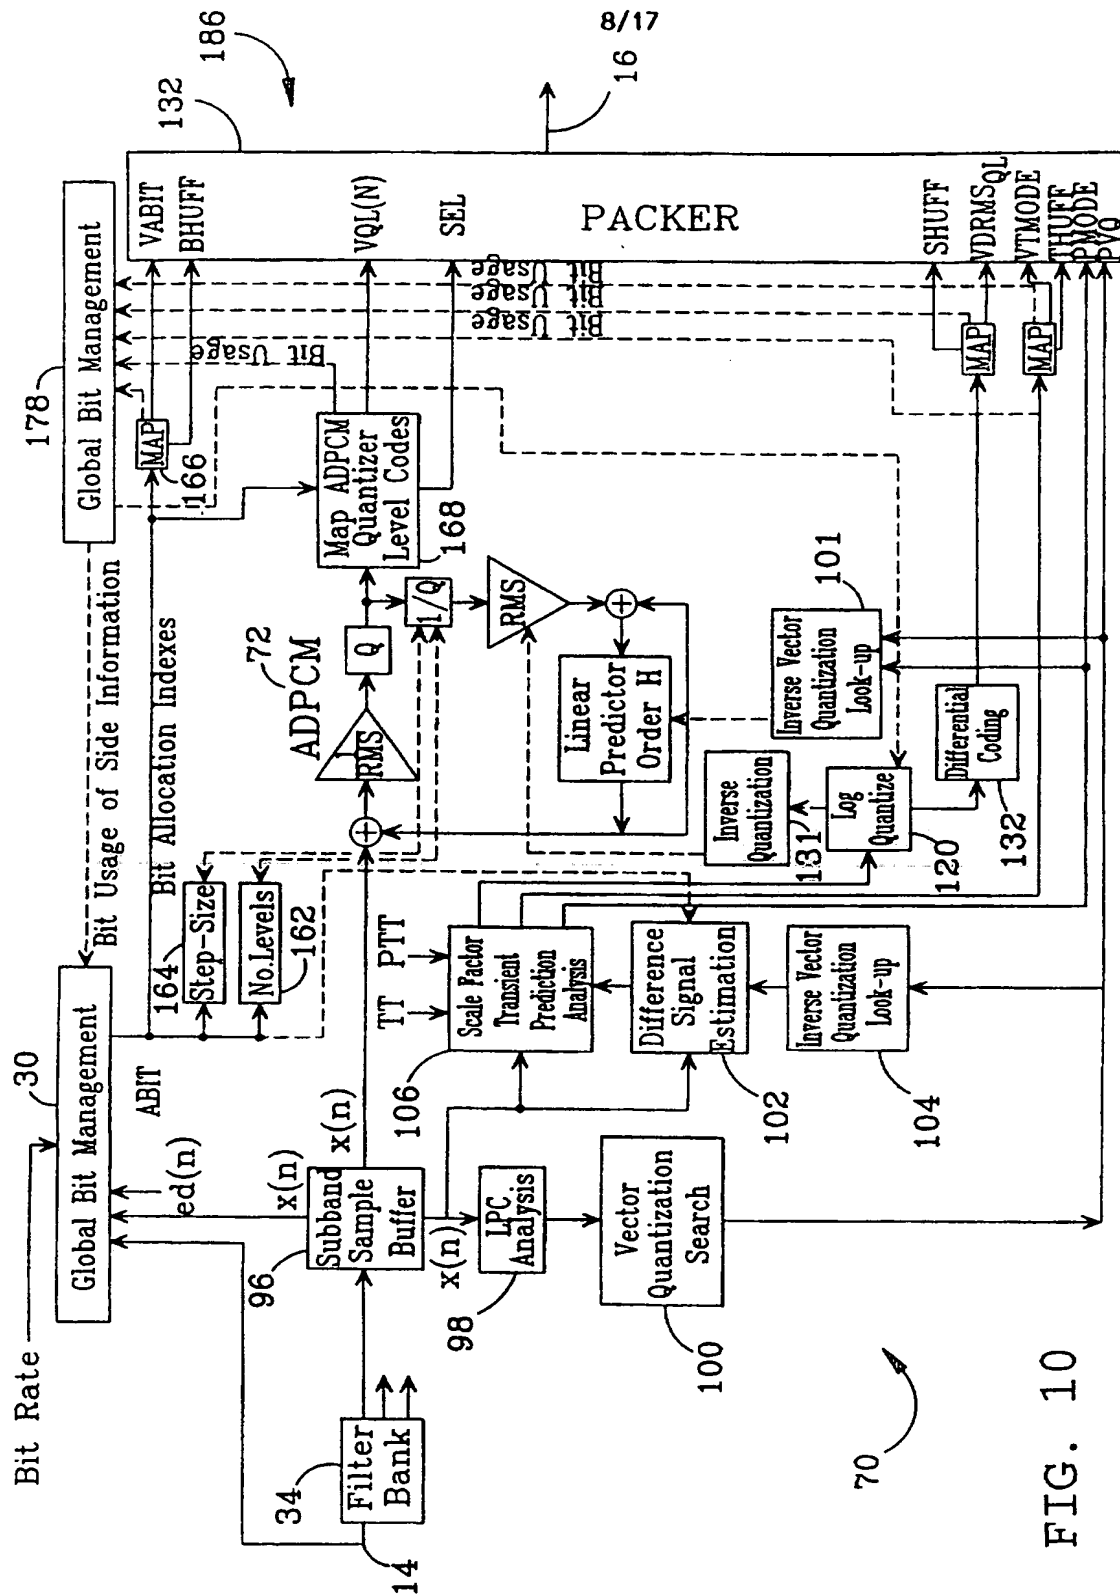 8/17
186
132
178
Global Bit Management
VABIT
BHUFF
VQL(N)
SEL
PACKER
16
SHUFF
VDRMS QL
VTMODE
THUFF
PMODE
PVQ
Bit Usage
Bit Usage
Bit Usage
Bit Usage
MAP
166
MAP
MAP
Bit Usage of Side Information
Bit Allocation Indexes
Map ADPCM
Quantizer
Level Codes
168
ADPCM
72
1
RMS
Q
1/Q
RMS
+
+
Linear
Predictor
Order H
101
Inverse Vector
Quantization
Look-up
Inverse
Quantization
131
Log
Quantize
120
Differential
Coding
132
164
Step-Size
No.Levels
162
TT
PTT
Scale Factor
Transient
Prediction
Analysis
106
Difference
Signal
Estimation
102
Inverse Vector
Quantization
Look-up
104
Bit Rate
30
Global Bit Management
ABIT
ed(n)
x(n)
x(n)
x(n)
Subband
Sample
Buffer
96
LPC
Analysis
98
Vector
Quantization
Search
100
34
Filter
Bank
14
70
FIG. 10